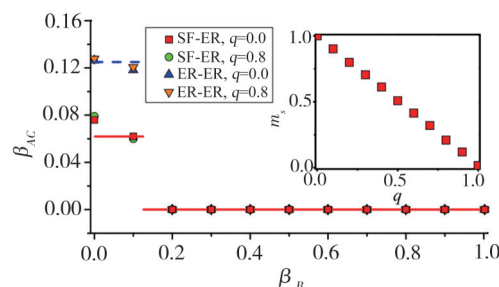 SF-ER, q=0.0
SF-ER, q=0.8
ER-ER, q=0.0
ER-ER, q=0.8
0.16
0.12
0.08
0.04
0.00
β_AC
0.0 0.2 0.4 0.6 0.8 1.0
β_B
1.0
0.5
0.0
m_s
0.0 0.5 1.0
q